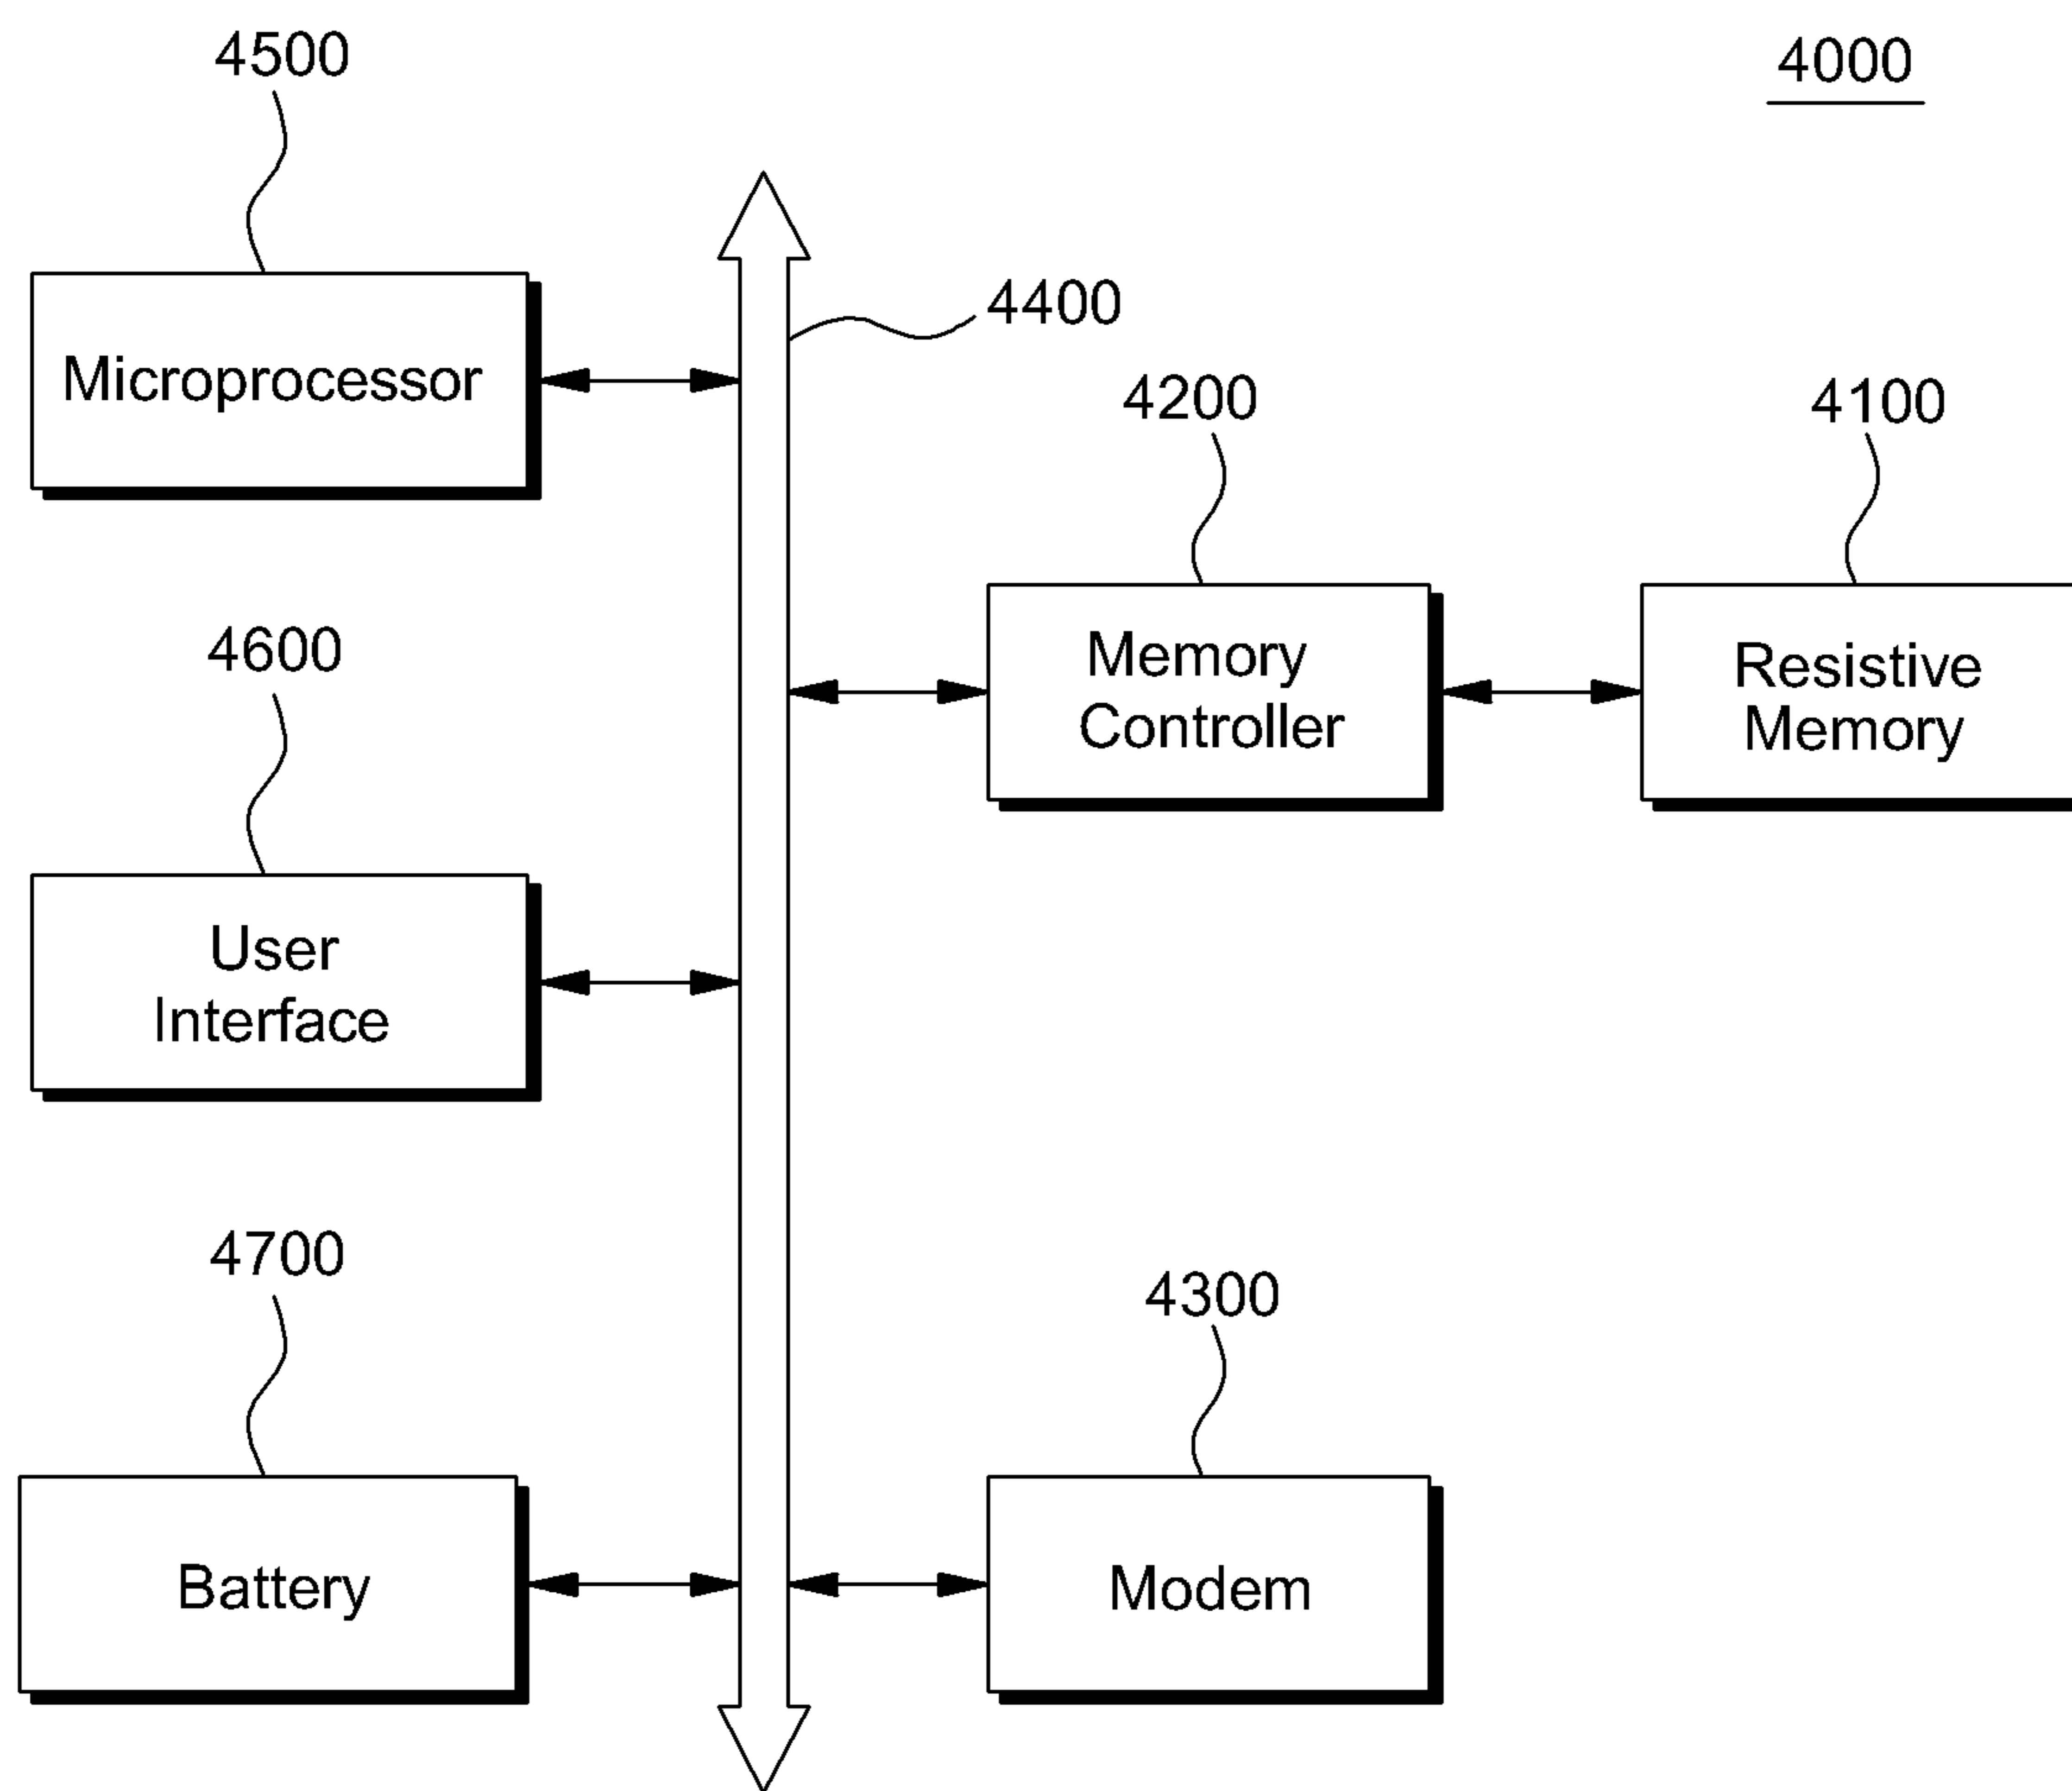 4500
4000
Microprocessor
4400
4200
4100
Memory
Controller
Resistive
Memory
4600
User
Interface
4700
4300
Battery
Modem